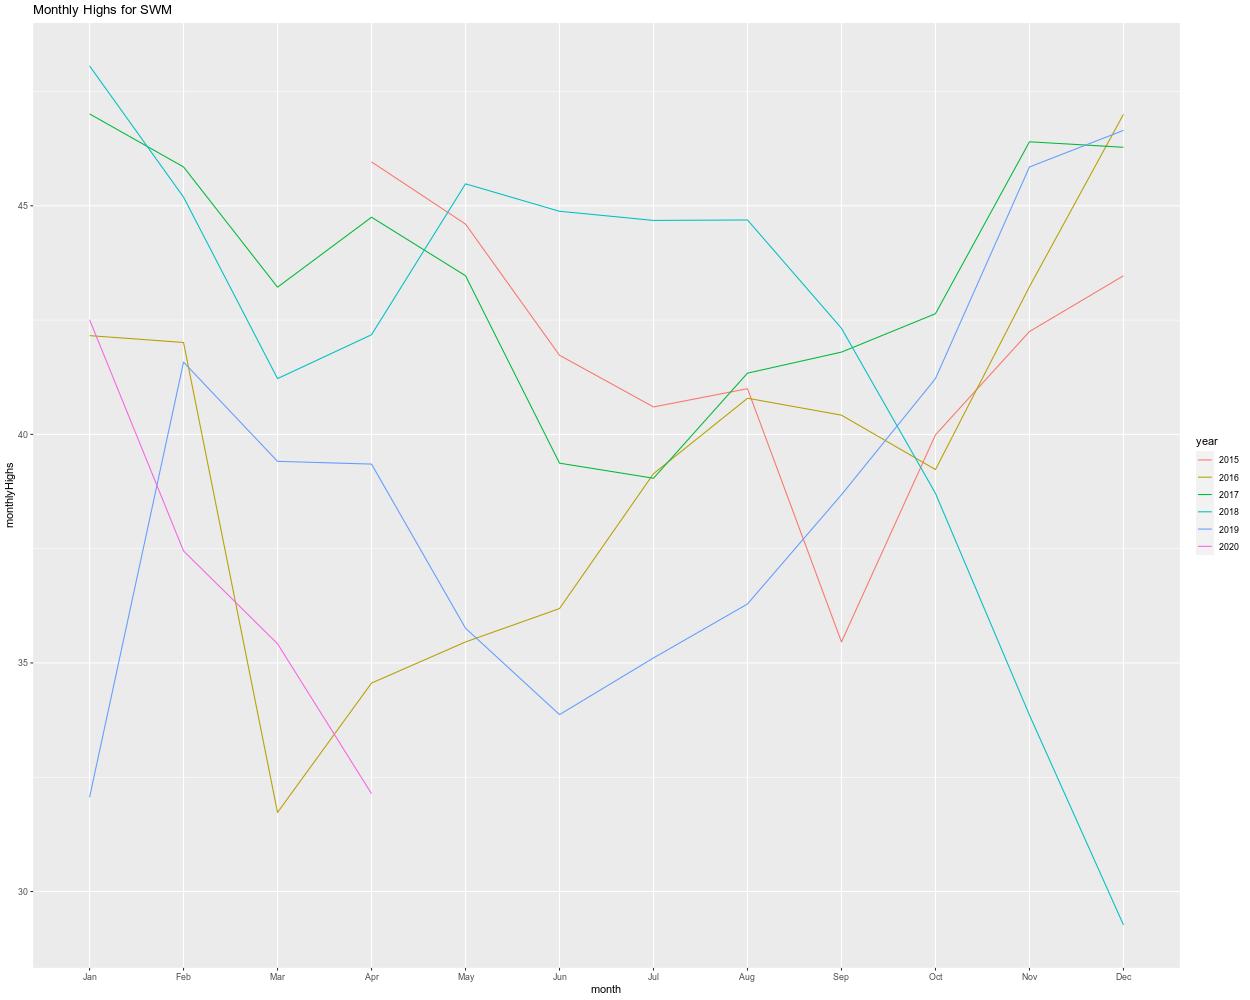 Monthly Highs for SWM
monthlyHighs
45
40
35
30
Jan Feb Mar Apr May Jun Jul Aug Sep Oct Nov Dec
month
year
2015
2016
2017
2018
2019
2020